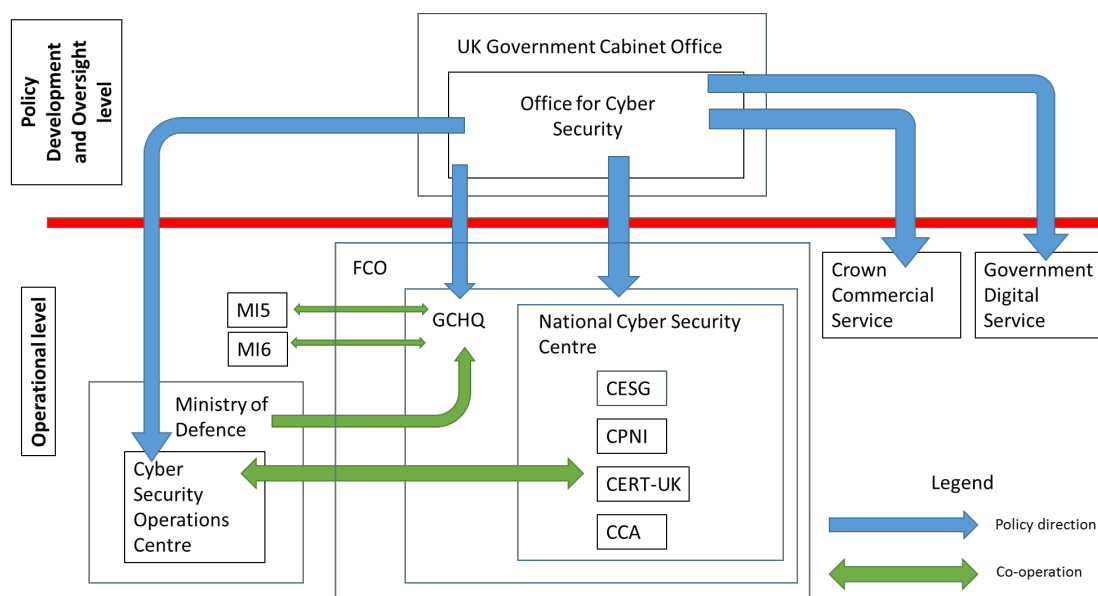 Policy
Development
and Oversight
level
UK Government Cabinet Office
Office for Cyber
Security
Operational level
FCO
MI5
MI6
GCHQ
National Cyber Security
Centre
CESG
CPNI
CERT-UK
CCA
Ministry of
Defence
Cyber
Security
Operations
Centre
Crown
Commercial
Service
Government
Digital
Service
Legend
Policy direction
Co-operation